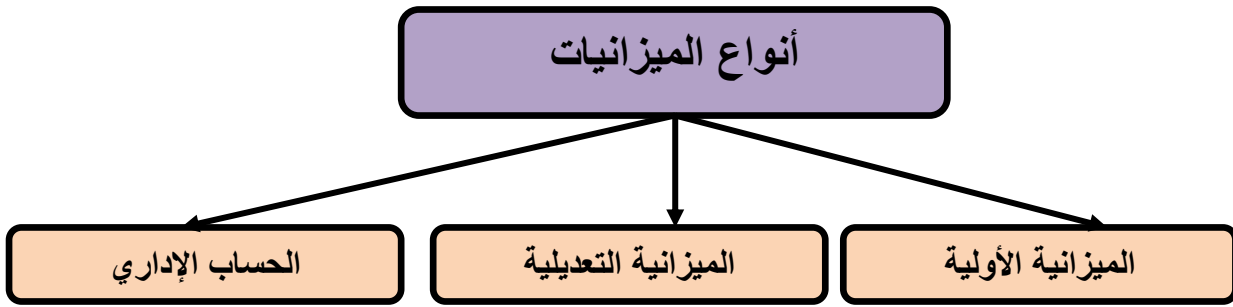 أنواع الميزانيات
الميزانية الأولية
الميزانية التعديلية
الحساب الإداري